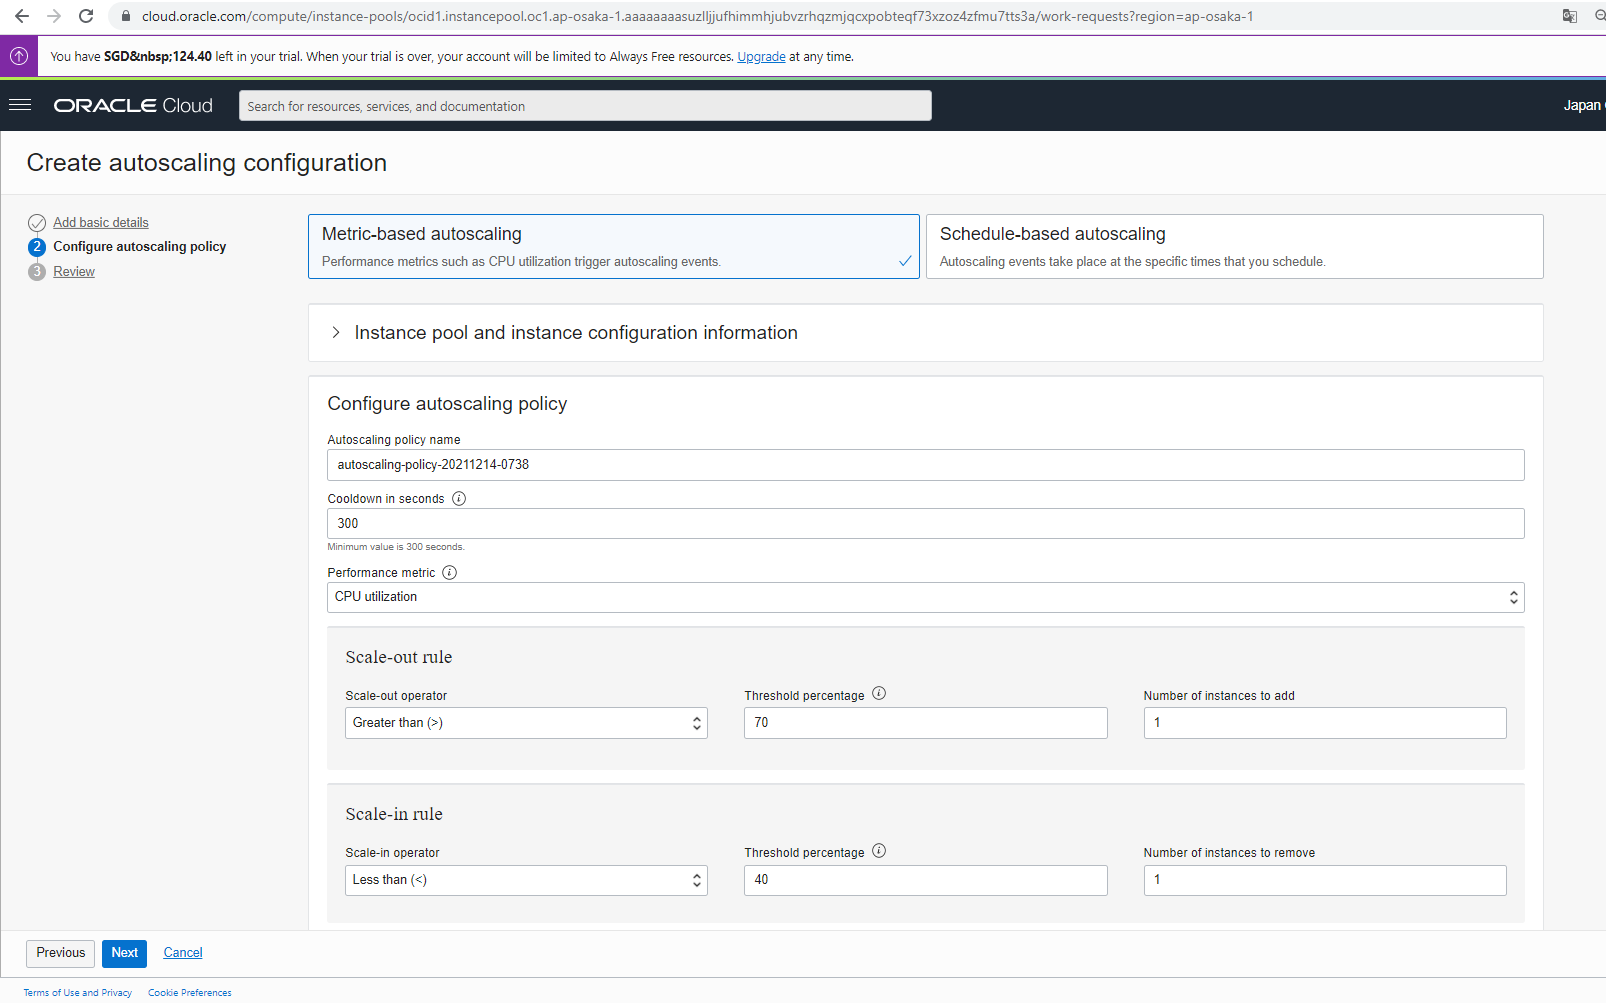 cloud.oracle.com/compute/instance-pools/ocid1.instancepool.oc1.ap-osaka-1.aaaaaaaasuzlljjufhimmhjubvzrhqzmjqcxpobteqf73xzoz4zfmu7tts3a/work-requests?region=ap-osaka-1
You have SGD&nbsp;124.40 left in your trial. When your trial is over, your account will be limited to Always Free resources. Upgrade at any time.
ORACLE Cloud
Search for resources, services, and documentation
Japan
Create autoscaling configuration
Add basic details
2 Configure autoscaling policy
3 Review
Metric-based autoscaling
Performance metrics such as CPU utilization trigger autoscaling events.
Schedule-based autoscaling
Autoscaling events take place at the specific times that you schedule.
Instance pool and instance configuration information
Configure autoscaling policy
Autoscaling policy name
autoscaling-policy-20211214-0738
Cooldown in seconds
300
Minimum value is 300 seconds.
Performance metric
CPU utilization
Scale-out rule
Scale-out operator
Greater than (>)
Threshold percentage
70
Number of instances to add
1
Scale-in rule
Scale-in operator
Less than (<)
Threshold percentage
40
Number of instances to remove
1
Previous
Next
Cancel
Terms of Use and Privacy
Cookie Preferences